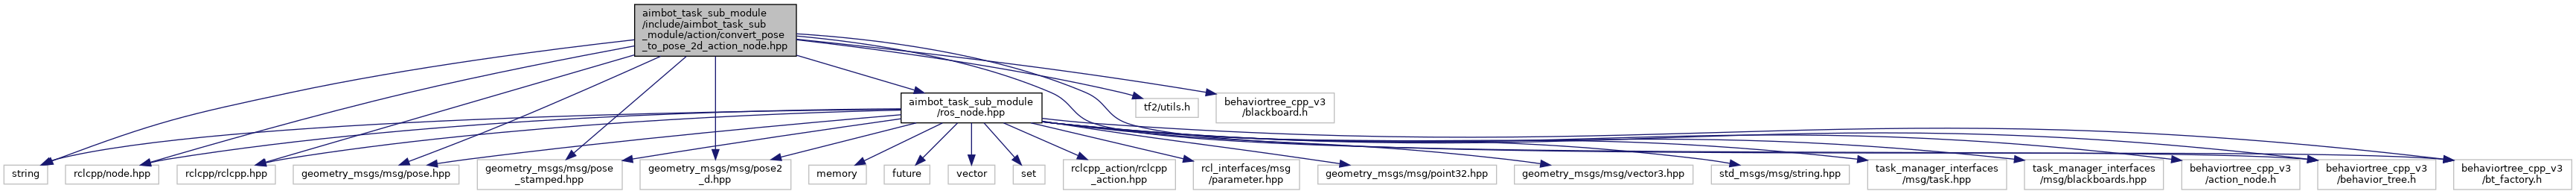 aimbot_task_sub_module
/include/aimbot_task_sub
_module/action/convert_pose
_to_pose_2d_action_node.hpp
aimbot_task_sub_module
/ros_node.hpp
tf2/utils.h
behaviortree_cpp_v3
/blackboard.h
string
rclcpp/node.hpp
rclcpp/rclcpp.hpp
geometry_msgs/msg/pose.hpp
geometry_msgs/msg/pose
_stamped.hpp
geometry_msgs/msg/pose2
_d.hpp
memory
future
vector
set
rclcpp_action/rclcpp
_action.hpp
rcl_interfaces/msg
/parameter.hpp
geometry_msgs/msg/point32.hpp
geometry_msgs/msg/vector3.hpp
std_msgs/msg/string.hpp
task_manager_interfaces
/msg/task.hpp
task_manager_interfaces
/msg/blackboards.hpp
behaviortree_cpp_v3
/action_node.h
behaviortree_cpp_v3
/behavior_tree.h
behaviortree_cpp_v3
/bt_factory.h